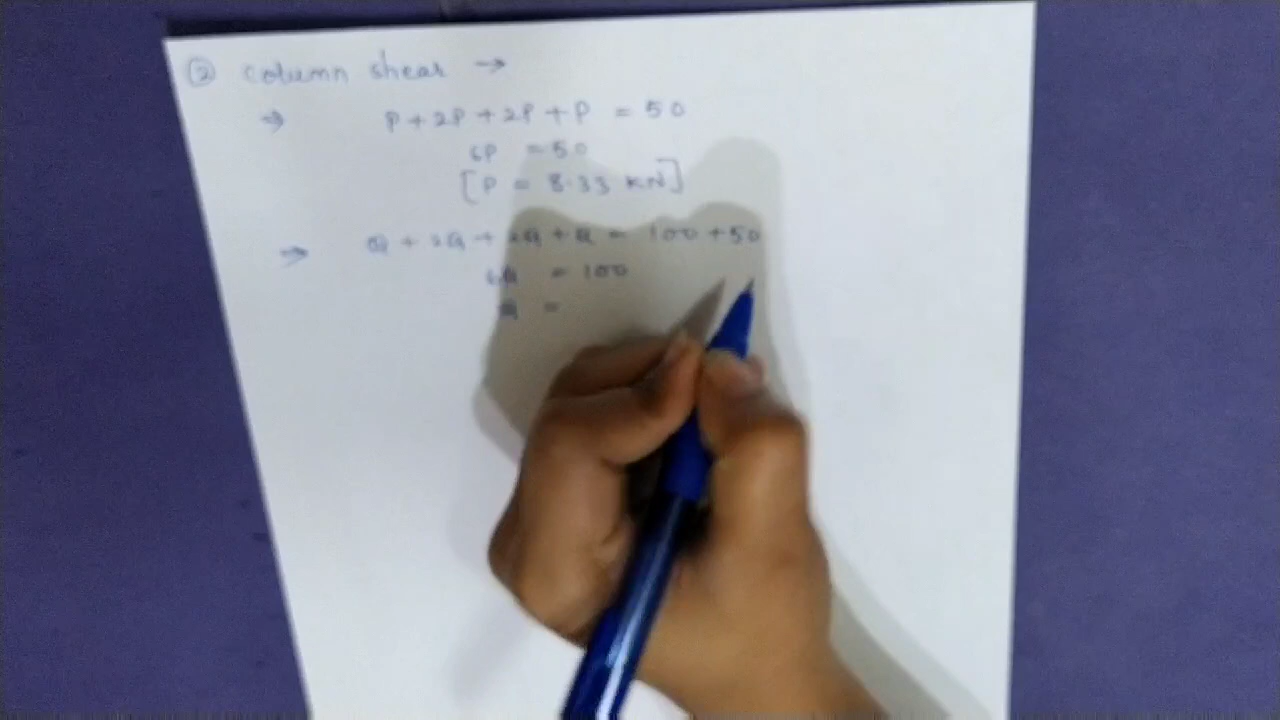 ② Column shear →
⇒ P + 2P + 2P + P = 50
6P = 50
[P = 8.33 KN]
⇒ Q + 2Q + 2Q + Q = 100 + 50
6Q = 100
Q =